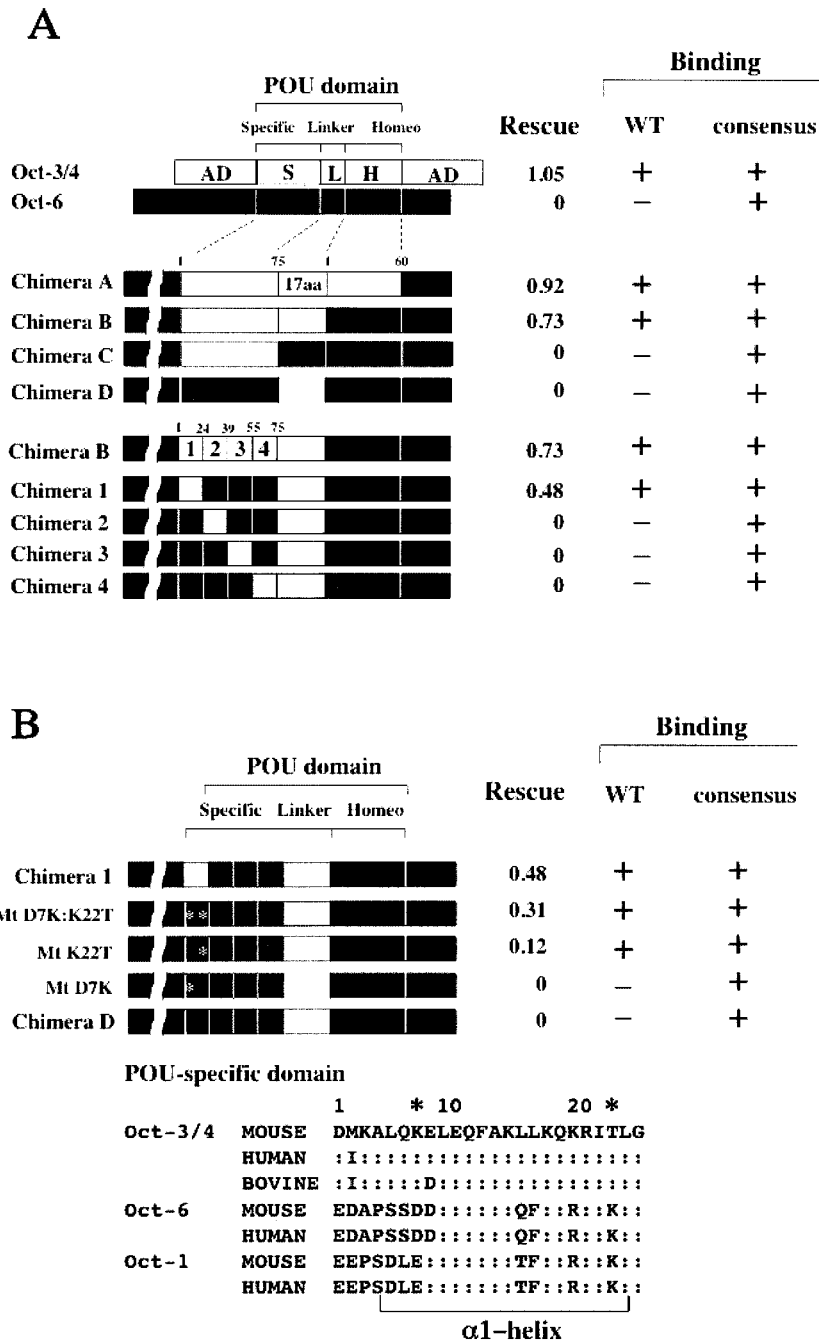 A
Binding
POU domain
Specific Linker Homeo
Rescue WT consensus
Oct-3/4 AD S L H AD 1.05 + +
Oct-6 0 – +
1 75 1 60
Chimera A 17aa 0.92 + +
Chimera B 0.73 + +
Chimera C 0 – +
Chimera D 0 – +
1 24 39 55 75
Chimera B 1 2 3 4 0.73 + +
Chimera 1 0.48 + +
Chimera 2 0 – +
Chimera 3 0 – +
Chimera 4 0 – +
B
Binding
POU domain
Specific Linker Homeo
Rescue WT consensus
Chimera 1 0.48 + +
Mt D7K:K22T ** 0.31 + +
Mt K22T * 0.12 + +
Mt D7K * 0 – +
Chimera D 0 – +
POU-specific domain
1 * 10 20 *
Oct-3/4 MOUSE DMKALQKELEQFAKLLKQKRITLG
HUMAN :I::::::::::::::::::::::
BOVINE :I:::::D::::::::::::::::
Oct-6 MOUSE EDAPSSDD:::::::QF::R::K::
HUMAN EDAPSSDD:::::::QF::R::K::
Oct-1 MOUSE EEPSDLE::::::::TF::R::K::
HUMAN EEPSDLE::::::::TF::R::K::
α1-helix